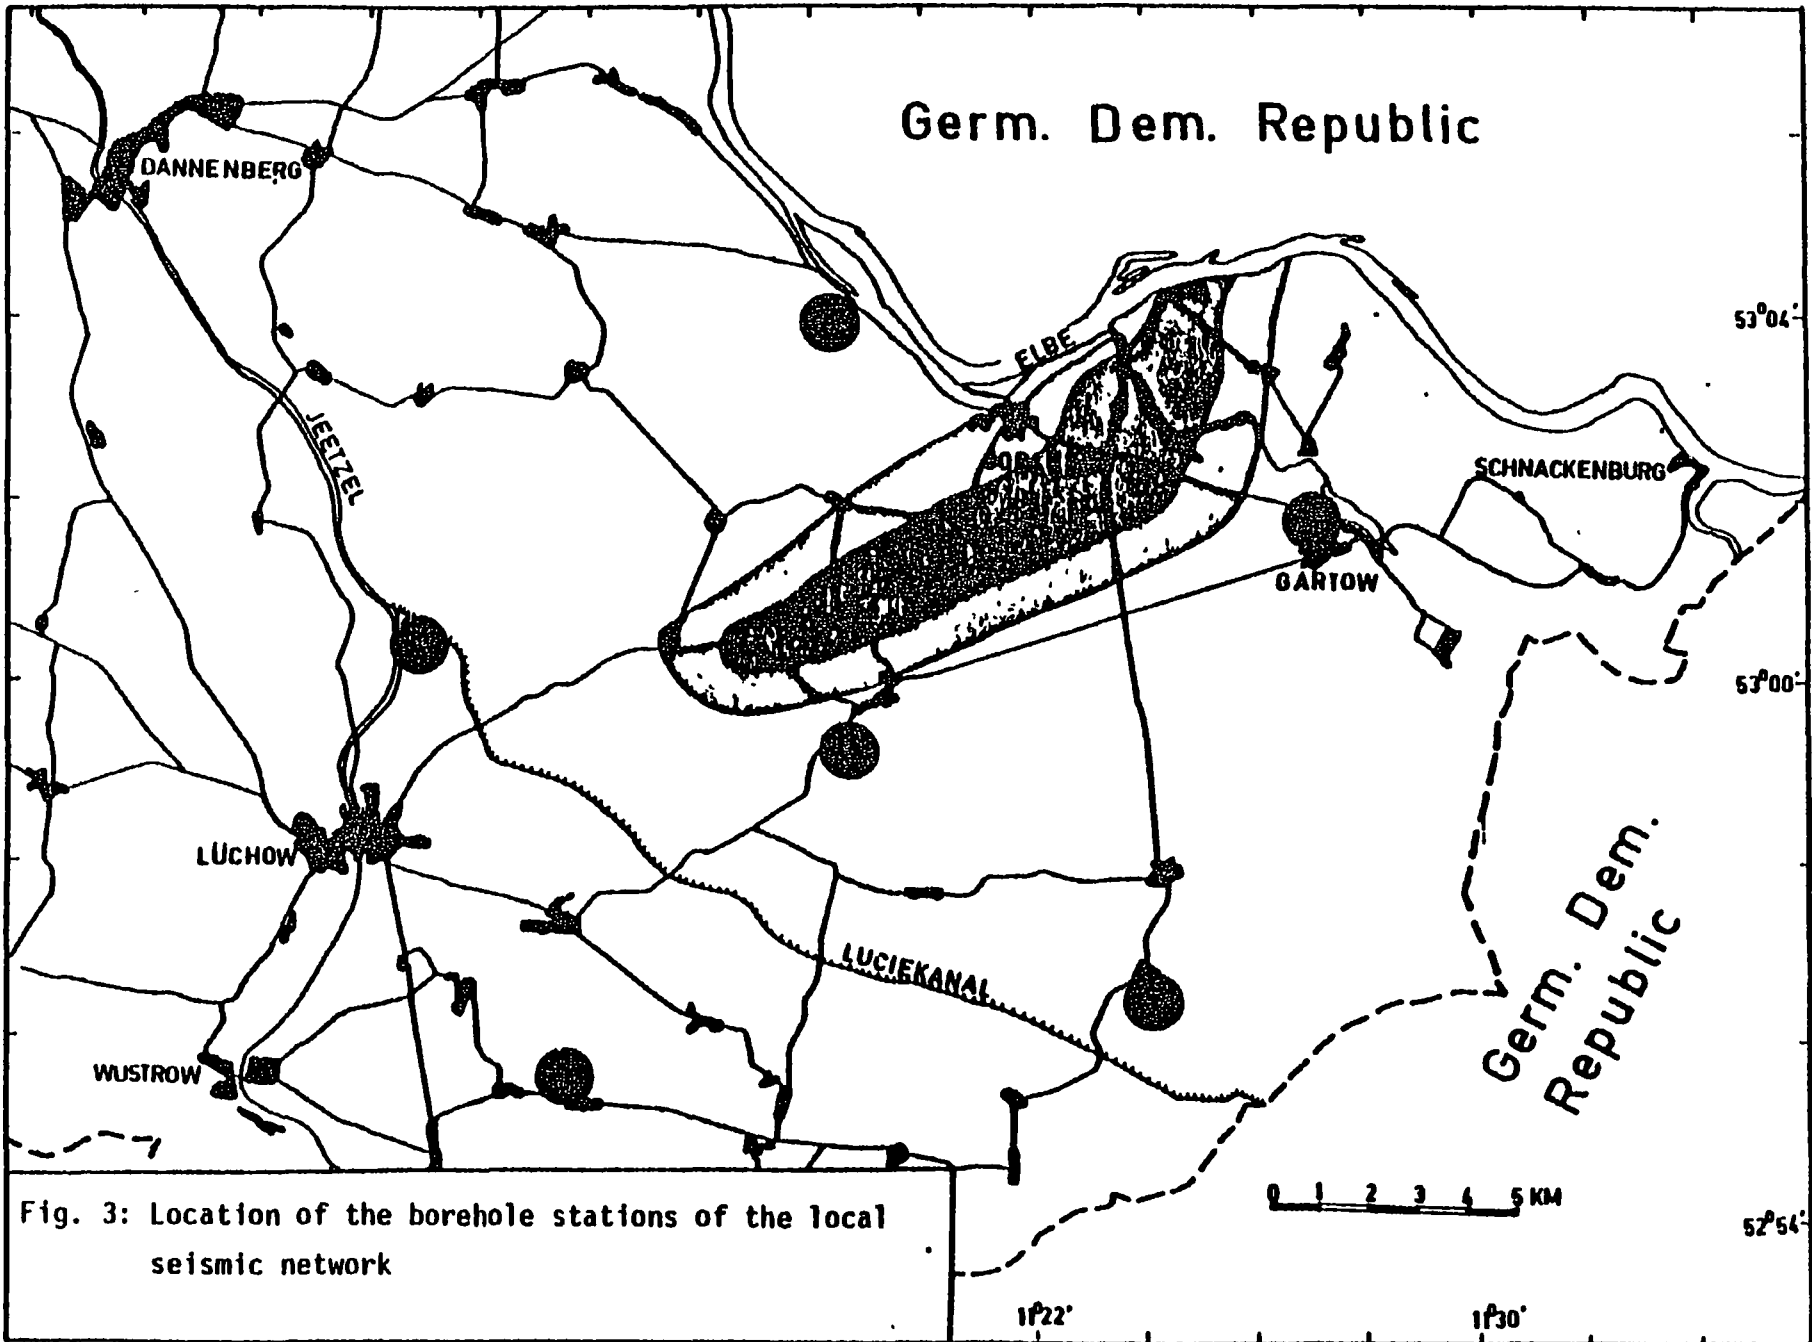 Germ. Dem. Republic
DANNENBERG
53°04'
ELBE
JEETZEL
SCHNACKENBURG
GARTOW
53°00'
LÜCHOW
Germ. Dem.
Republic
LUCIEKANAL
WUSTROW
0 1 2 3 4 5 KM
Fig. 3: Location of the borehole stations of the local
seismic network
52°54'
11°22'
11°30'